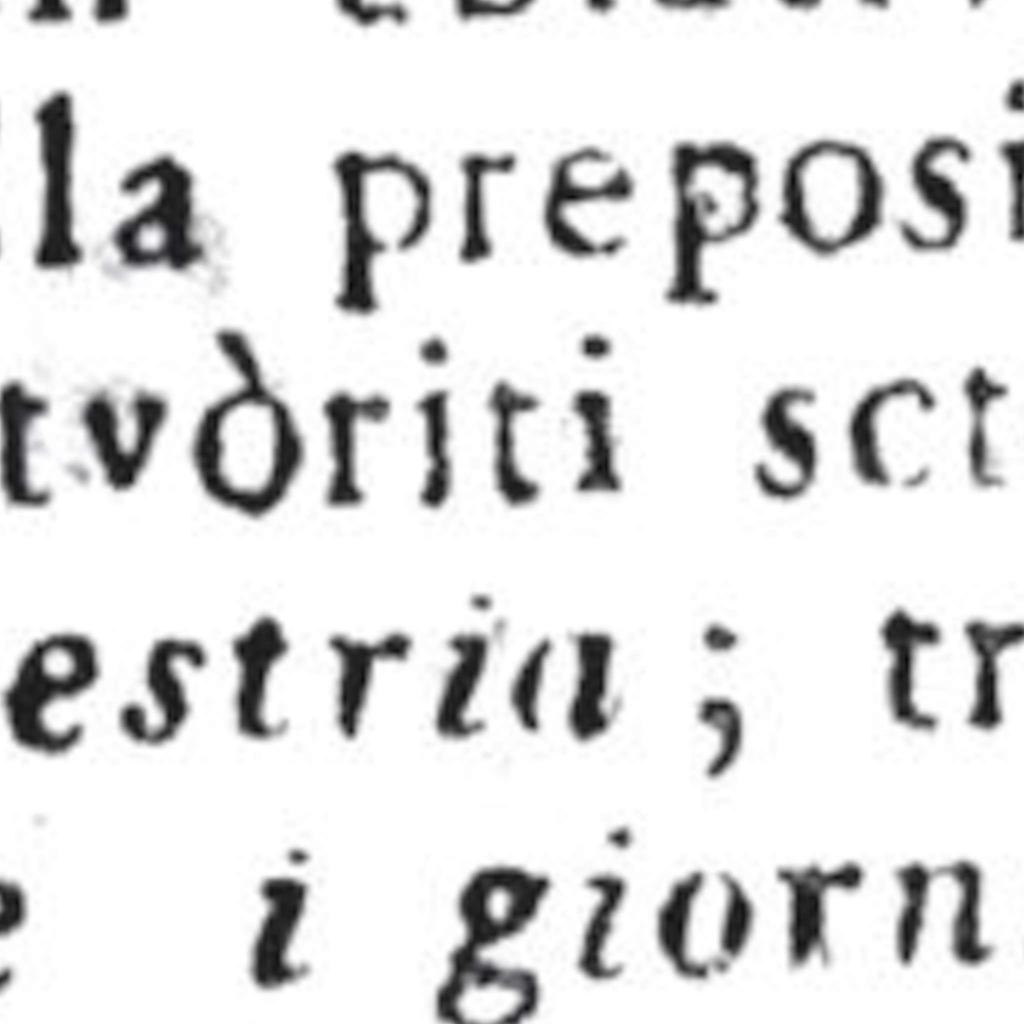 la preposi
tvòriti sct
estria ; tr
e i giorn